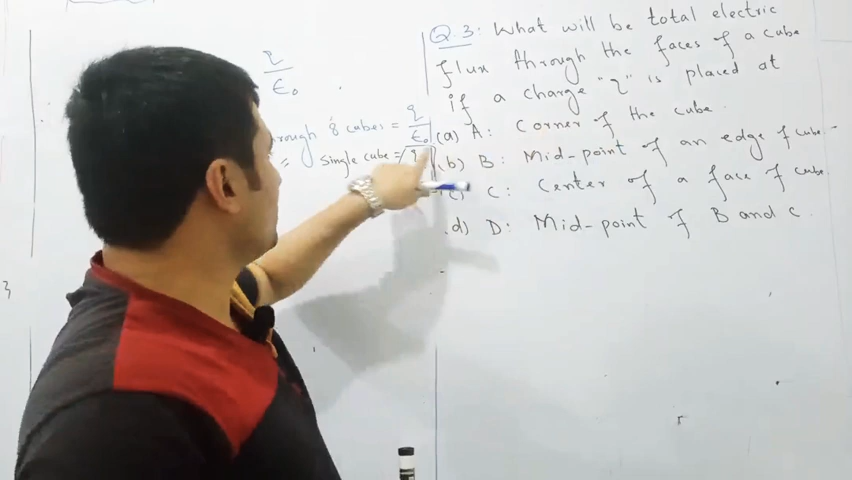 q
ε₀
through 8 cubes = q
ε₀
" single cube = q
Q.3: What will be total electric
flux through the faces of a cube
if a charge "q" is placed at
(a) A: Corner of the cube.
(b) B: Mid-point of an edge of cube.
(c) C: Center of a face of cube.
(d) D: Mid-point of B and C.